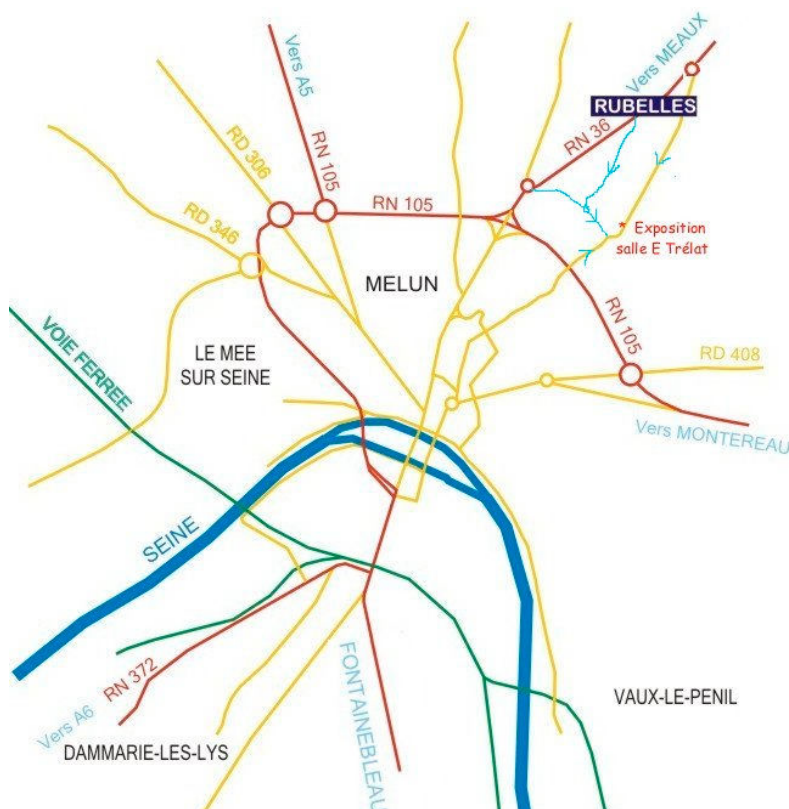 Vers MEAUX
Vers A5
RUBELLES
RN 36
RD 306
RN 105
RN 105
RD 346
* Exposition
salle E Trélat
MELUN
VOIE FERREE
LE MEE
SUR SEINE
RN 105
RD 408
Vers MONTEREAU
SEINE
RN 372
Vers A6
FONTAINEBLEAU
VAUX-LE-PENIL
DAMMARIE-LES-LYS